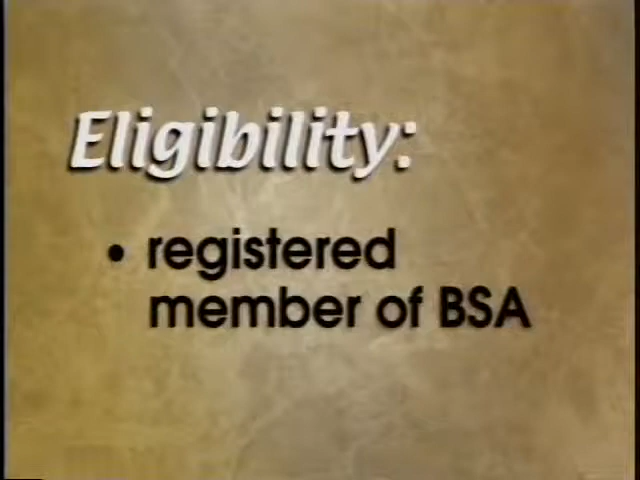 Eligibility:
• registered
member of BSA